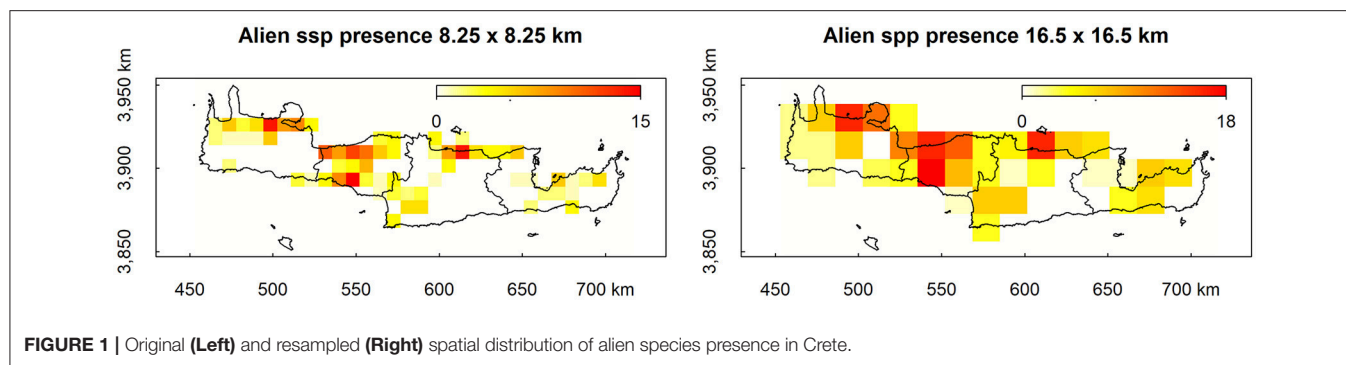 Alien ssp presence 8.25 x 8.25 km
Alien spp presence 16.5 x 16.5 km
3,950 km
3,900
3,850
0 15
450 500 550 600 650 700 km
3,950 km
3,900
3,850
0 18
450 500 550 600 650 700 km
FIGURE 1 | Original (Left) and resampled (Right) spatial distribution of alien species presence in Crete.